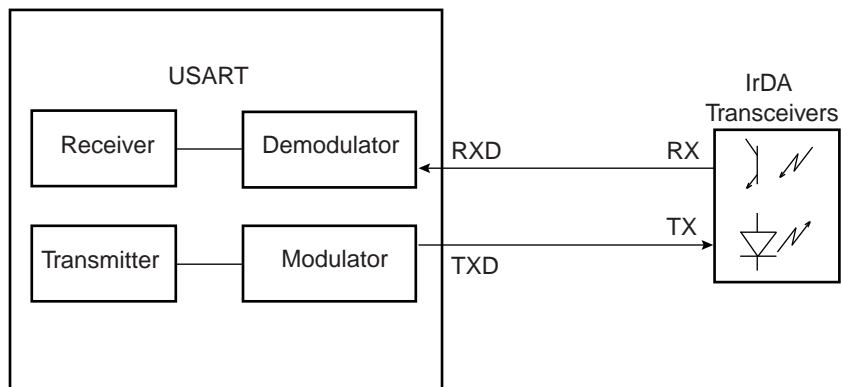 USART
IrDA
Transceivers
Receiver
Demodulator
RXD
RX
Transmitter
Modulator
TX
TXD